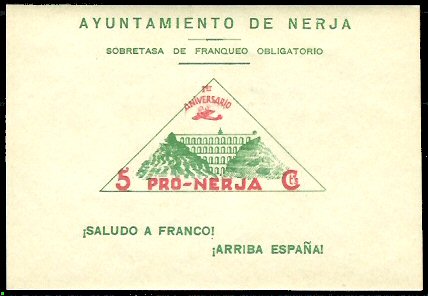 AYUNTAMIENTO DE NERJA
SOBRETASA DE FRANQUEO OBLIGATORIO
1er
ANIVERSARIO
5 PRO-NERJA Cts
¡SALUDO A FRANCO!
¡ARRIBA ESPAÑA!